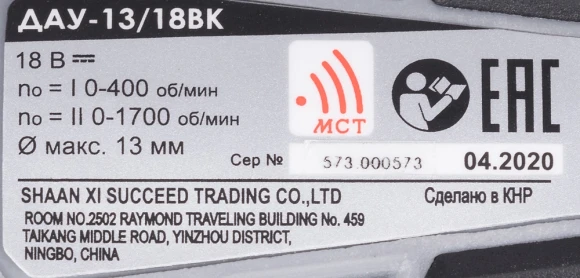 ДАУ-13/18ВК
18 В
n₀ = I 0-400 об/мин
n₀ = II 0-1700 об/мин
Ø макс. 13 мм
МСТ
ЕАС
Сер № 573.000573 04.2020
SHAAN XI SUCCEED TRADING CO.,LTD
Сделано в КНР
ROOM NO.2502 RAYMOND TRAVELING BUILDING No. 459
TAIKANG MIDDLE ROAD, YINZHOU DISTRICT,
NINGBO, CHINA